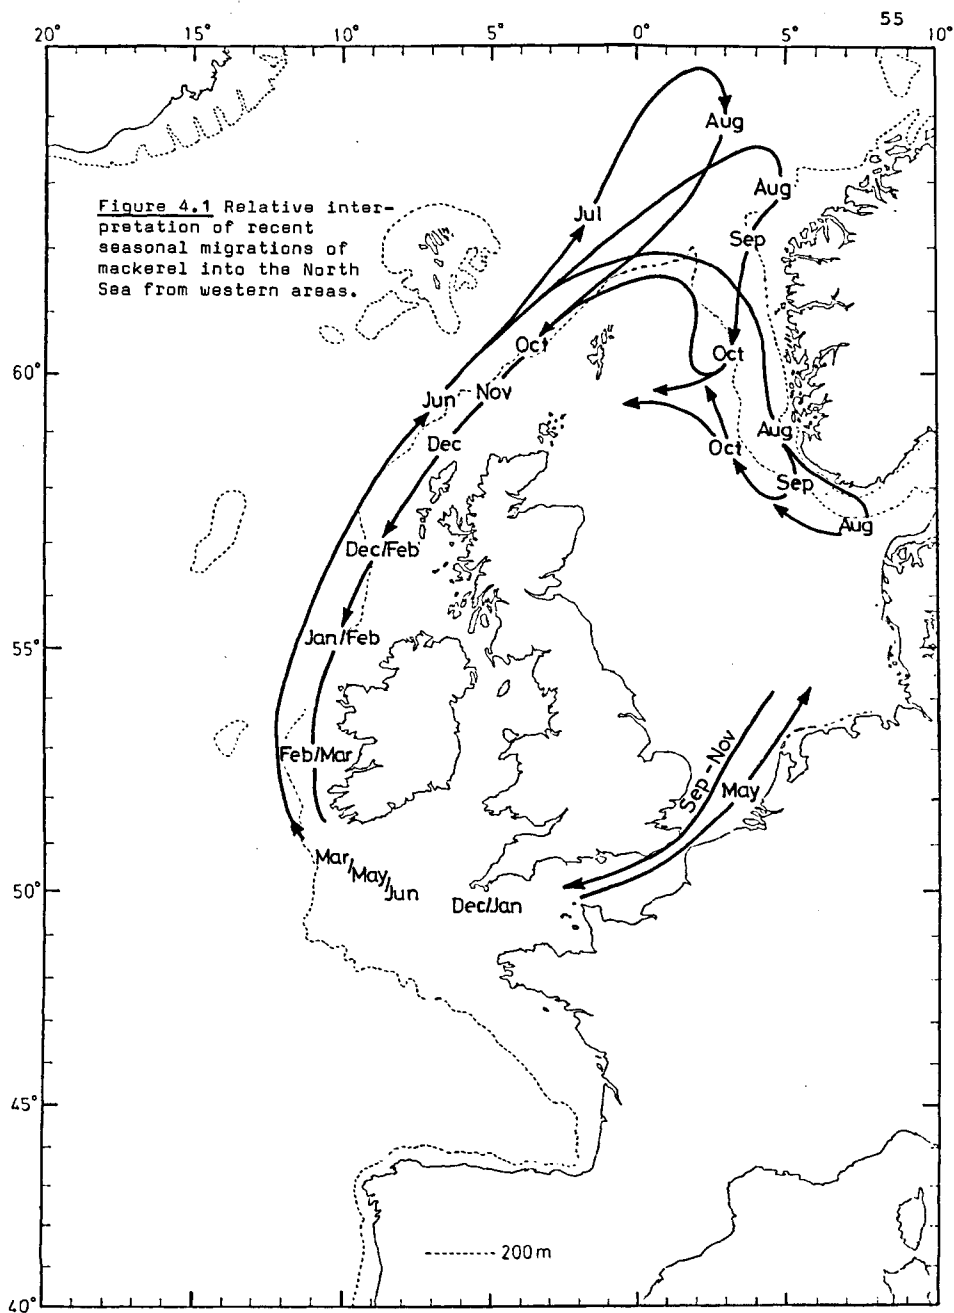 55
20° 15° 10° 5° 0° 5° 10°
Aug
Figure 4.1 Relative inter-
pretation of recent
seasonal migrations of
mackerel into the North
Sea from western areas.
Aug
Jul
Sep
Oct
Oct
60°
Nov
Jun
Aug
Dec
Oct
Sep
Aug
Dec/Feb
Jan/Feb
55°
Feb/Mar
Sep-Nov
May
Mar/May/Jun
50°
Dec/Jan
45°
200m
40°